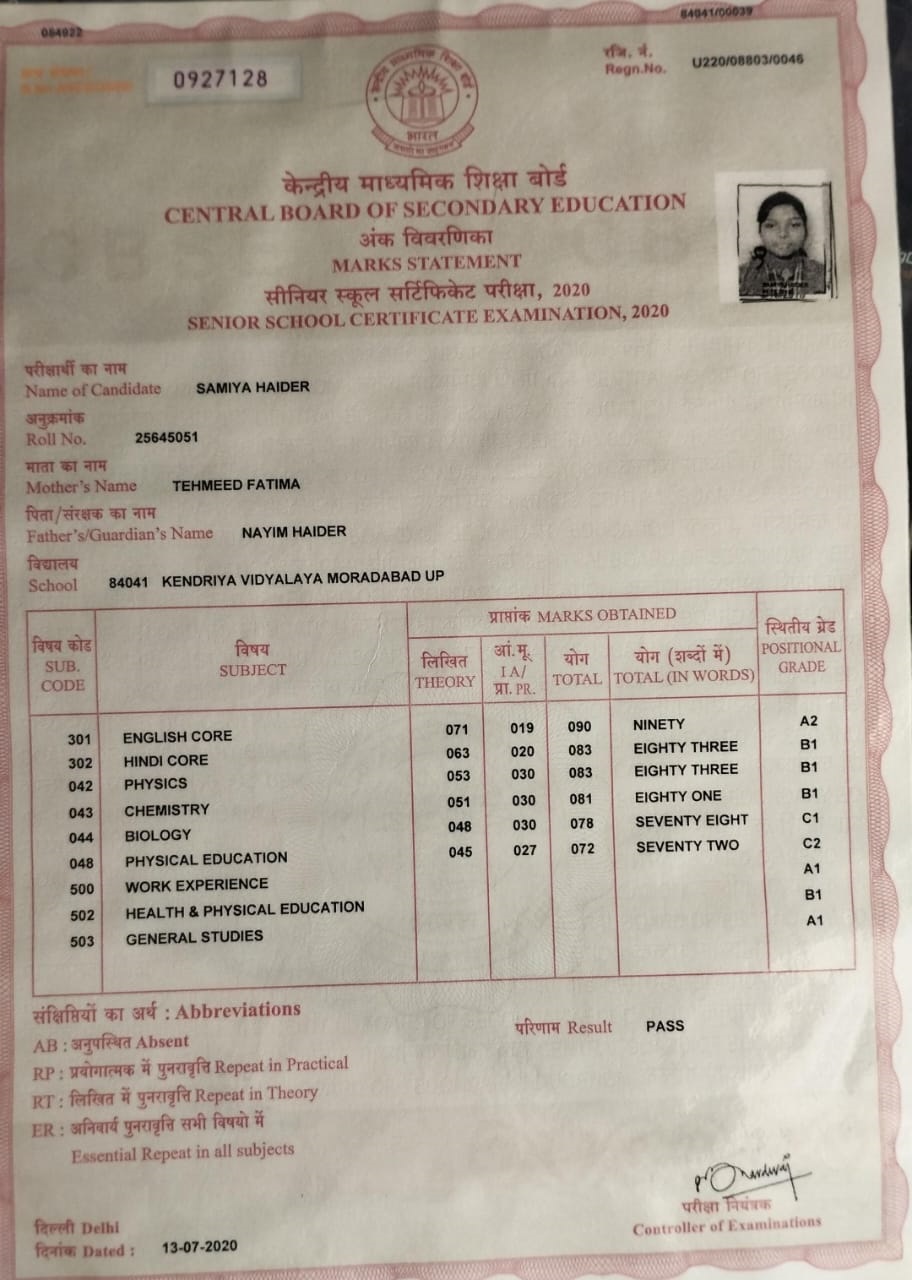 084922
84041/00039
0927128
रजि. नं.
Regn.No. U220/08803/0046
भारत
केन्द्रीय माध्यमिक शिक्षा बोर्ड
CENTRAL BOARD OF SECONDARY EDUCATION
अंक विवरणिका
MARKS STATEMENT
सीनियर स्कूल सर्टिफिकेट परीक्षा, 2020
SENIOR SCHOOL CERTIFICATE EXAMINATION, 2020
परीक्षार्थी का नाम
Name of Candidate SAMIYA HAIDER
अनुक्रमांक
Roll No. 25645051
माता का नाम
Mother's Name TEHMEED FATIMA
पिता/संरक्षक का नाम
Father's/Guardian's Name NAYIM HAIDER
विद्यालय
School 84041 KENDRIYA VIDYALAYA MORADABAD UP
विषय कोड
SUB.
CODE
विषय
SUBJECT
प्राप्तांक MARKS OBTAINED
लिखित
THEORY
आं.मू.
I A/
प्रा. PR.
योग
TOTAL
योग (शब्दों में)
TOTAL (IN WORDS)
स्थितीय ग्रेड
POSITIONAL
GRADE
301 ENGLISH CORE 071 019 090 NINETY A2
302 HINDI CORE 063 020 083 EIGHTY THREE B1
042 PHYSICS 053 030 083 EIGHTY THREE B1
043 CHEMISTRY 051 030 081 EIGHTY ONE B1
044 BIOLOGY 048 030 078 SEVENTY EIGHT C1
048 PHYSICAL EDUCATION 045 027 072 SEVENTY TWO C2
500 WORK EXPERIENCE A1
502 HEALTH & PHYSICAL EDUCATION B1
503 GENERAL STUDIES A1
संक्षिप्तियों का अर्थ : Abbreviations
परिणाम Result PASS
AB : अनुपस्थित Absent
RP : प्रयोगात्मक में पुनरावृत्ति Repeat in Practical
RT : लिखित में पुनरावृत्ति Repeat in Theory
ER : अनिवार्य पुनरावृत्ति सभी विषयो में
Essential Repeat in all subjects
परीक्षा नियंत्रक
Controller of Examinations
दिल्ली Delhi
दिनांक Dated : 13-07-2020